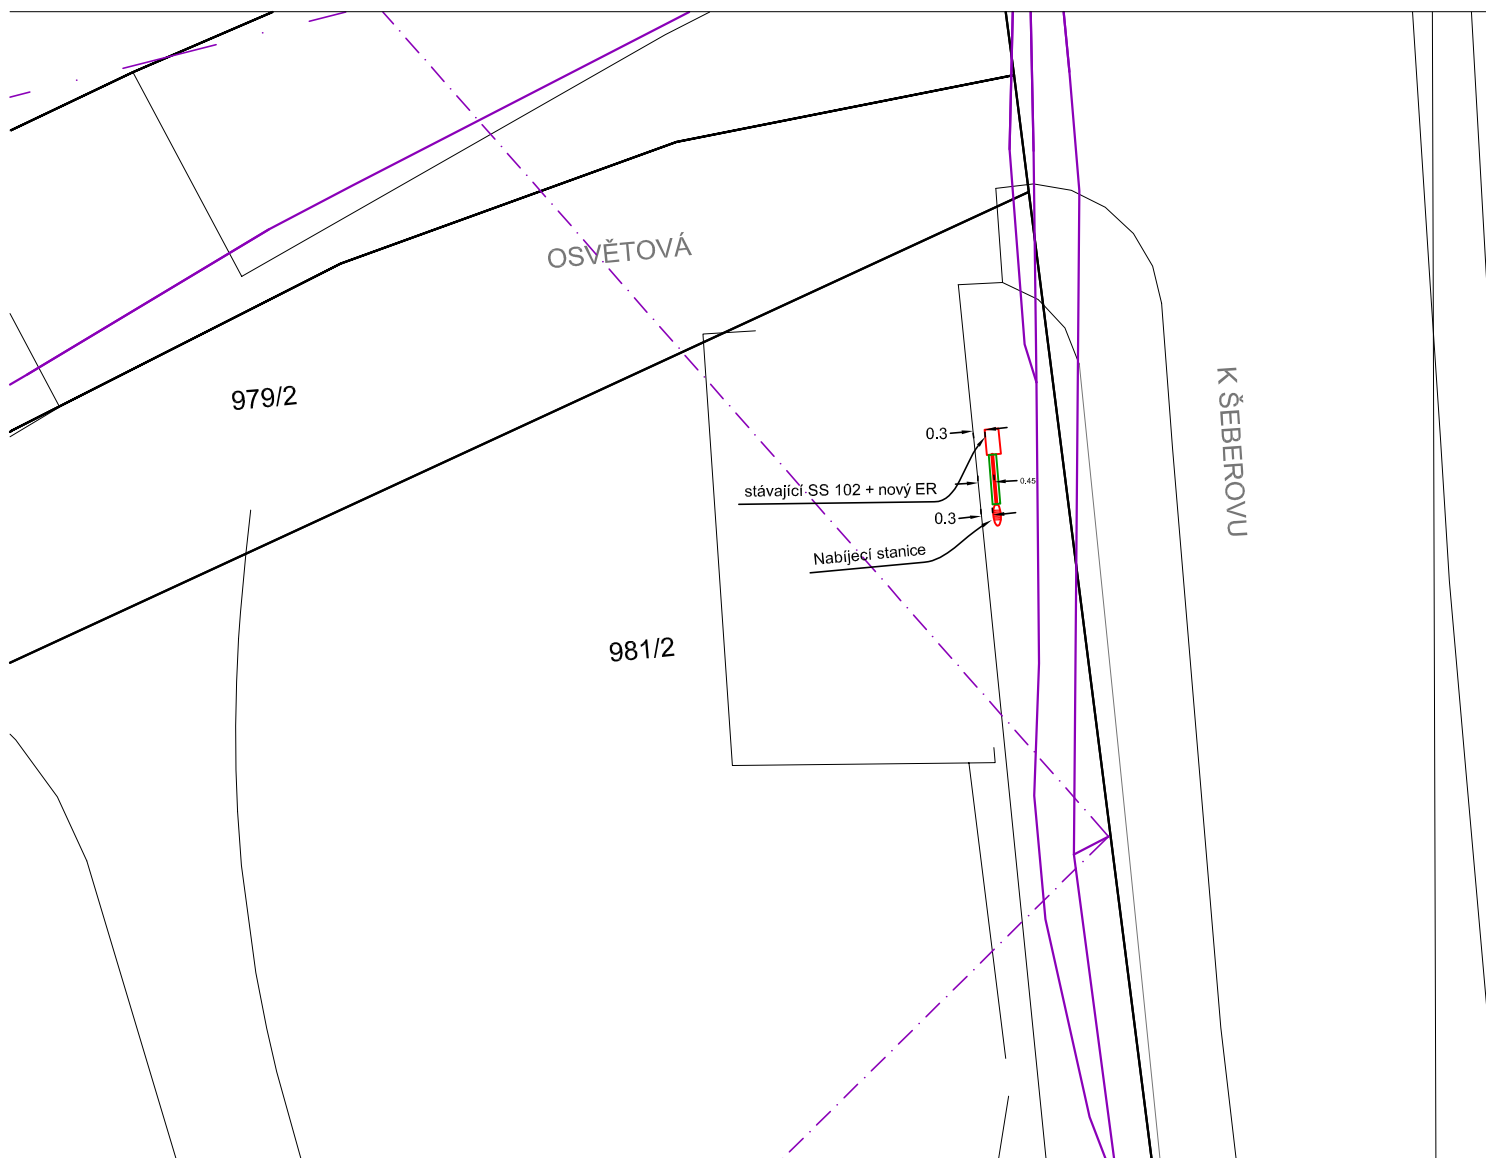 OSVĚTOVÁ
979/2
K ŠEBEROVU
0.3
stávající SS 102 + nový ER
0.45
0.3
Nabíjecí stanice
981/2